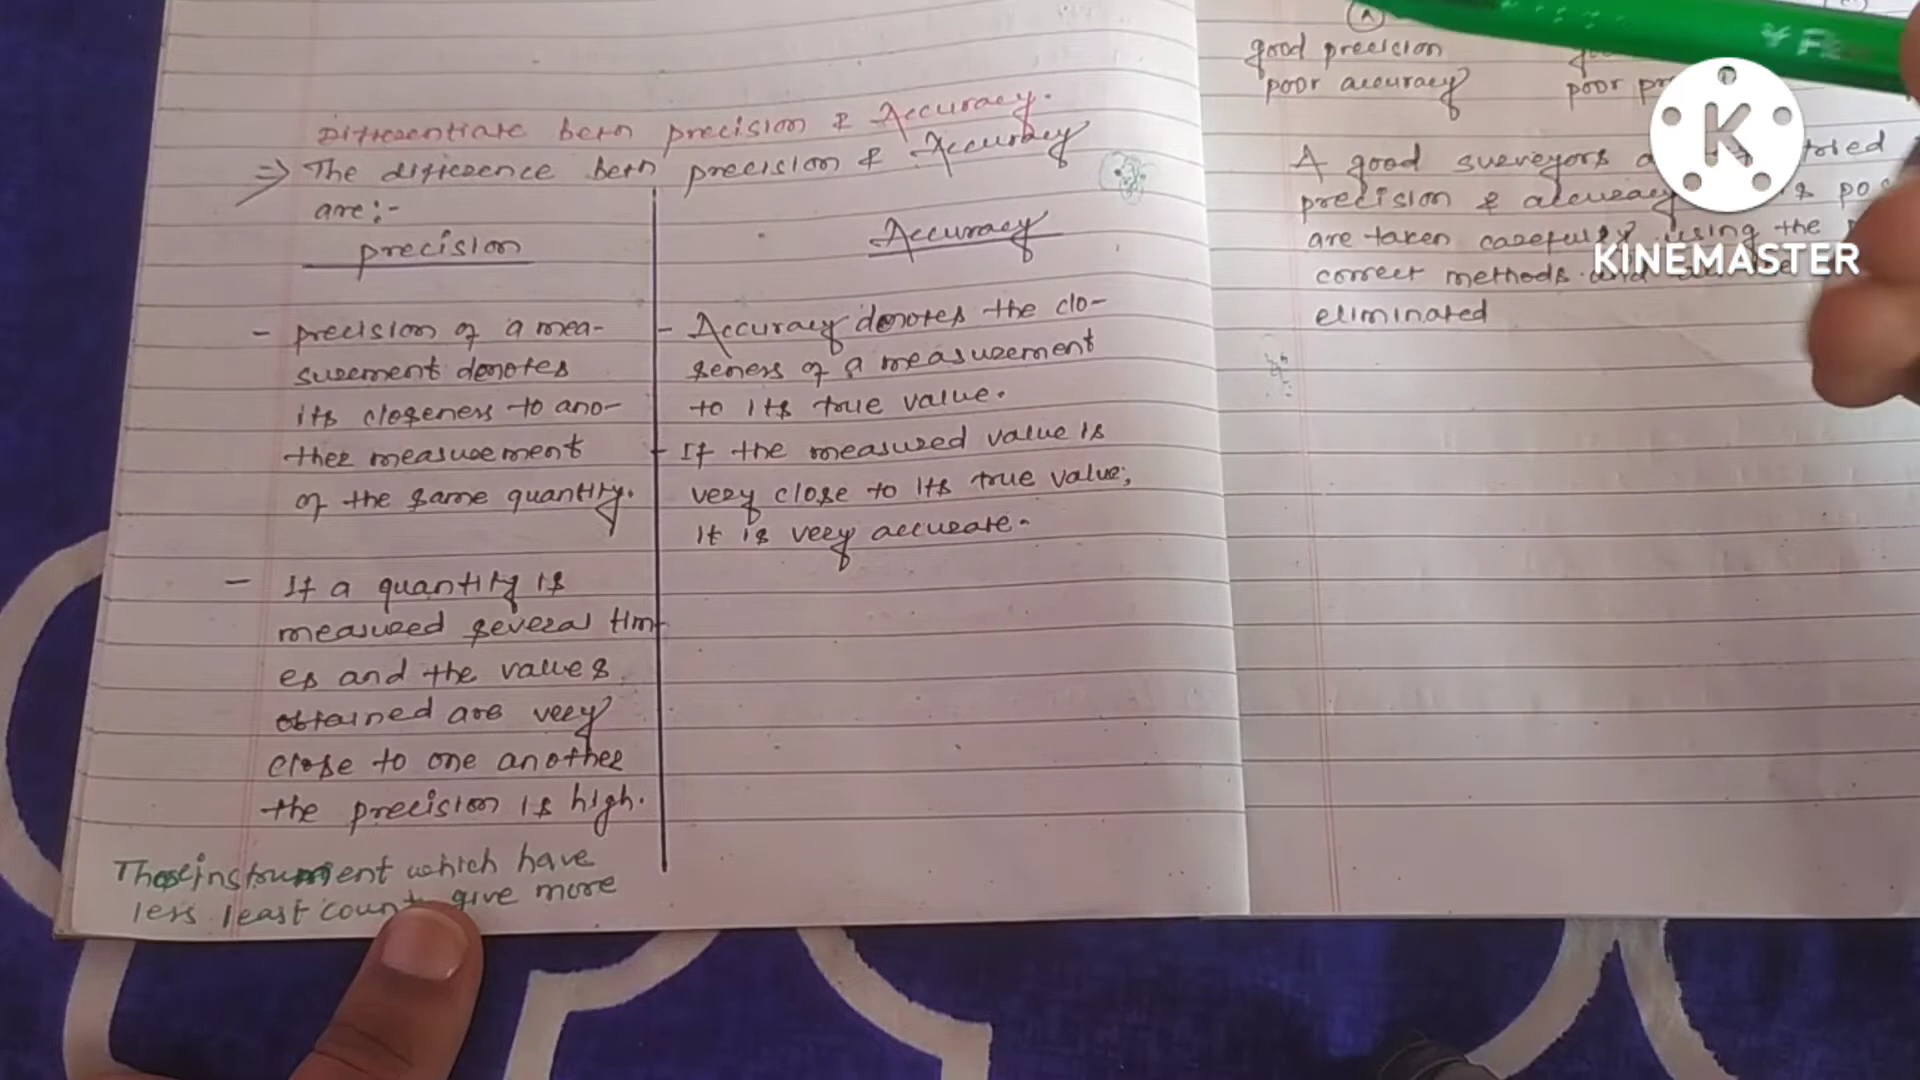 Differentiate betn precision & Accuracy.
=> The difference betn precision & Accuracy
are:-
precision
- precision of a mea-
surement denotes
its closeness to ano-
ther measurement
of the same quantity.
- If a quantity is
measured several tim-
es and the values
obtained are very
close to one another
the precision is high.
Those instrument which have
less least count give more
Accuracy
- Accuracy denotes the clo-
seness of a measurement
to its true value.
- If the measured value is
very close to its true value,
it is very accurate.
(A)
good precision
poor accuracy
poor
A good surveyors
precision & accuracy
are taken carefully using the
correct methods and
eliminated
K
KINEMASTER